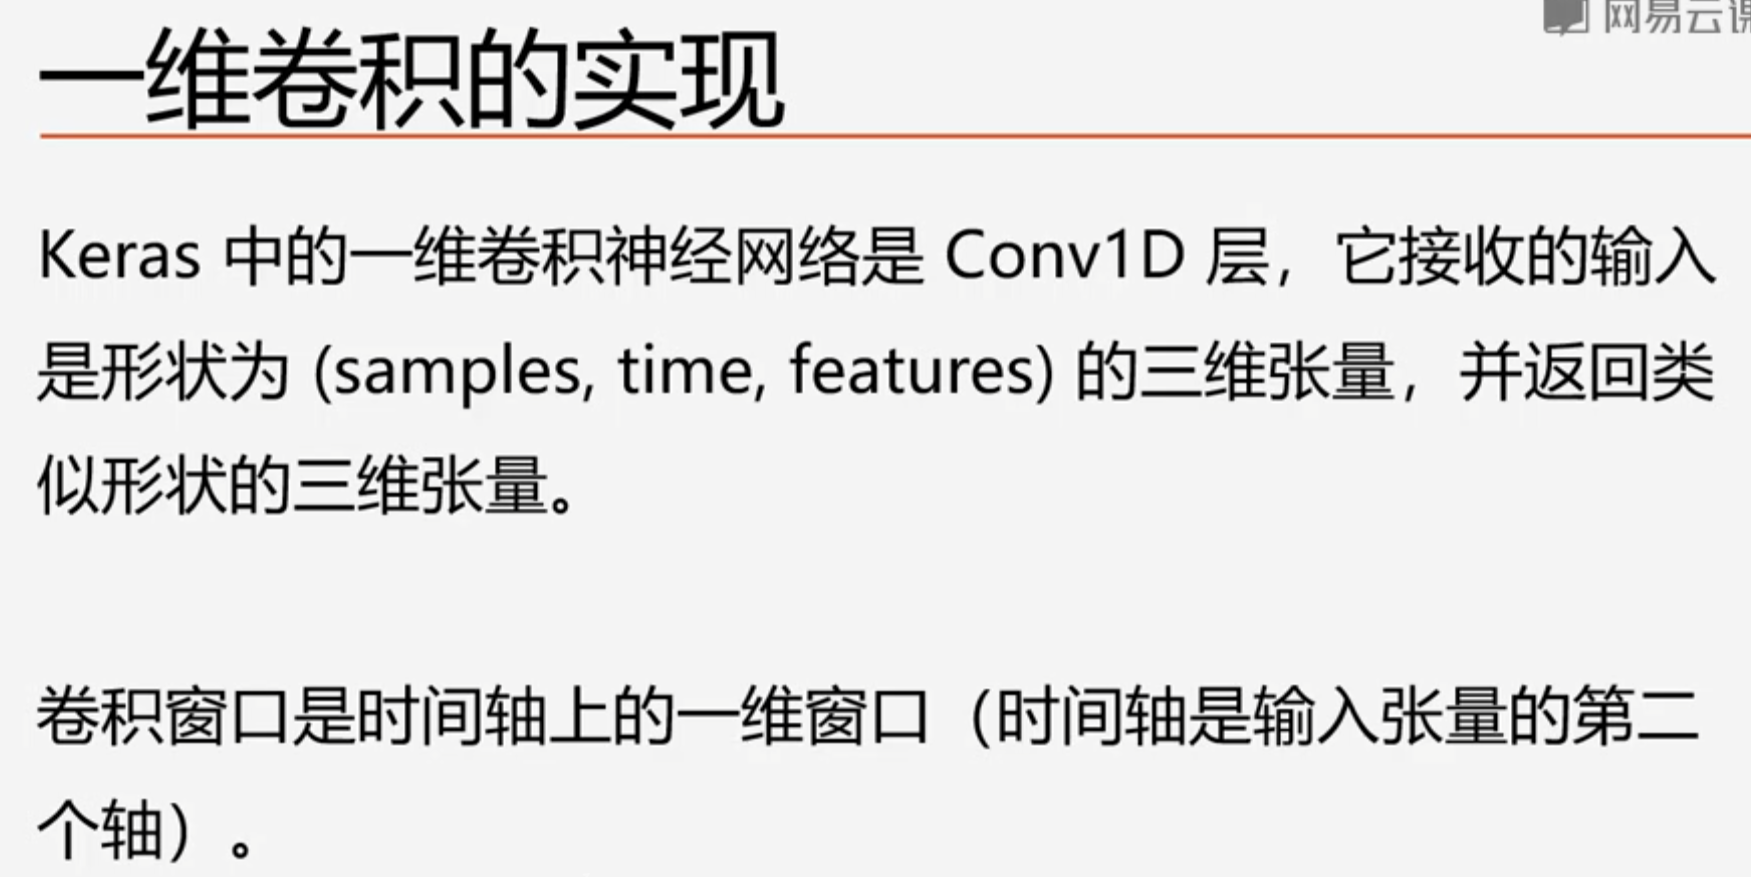 网易云课
一维卷积的实现
Keras 中的一维卷积神经网络是 Conv1D 层，它接收的输入
是形状为 (samples, time, features) 的三维张量，并返回类
似形状的三维张量。
卷积窗口是时间轴上的一维窗口（时间轴是输入张量的第二
个轴）。